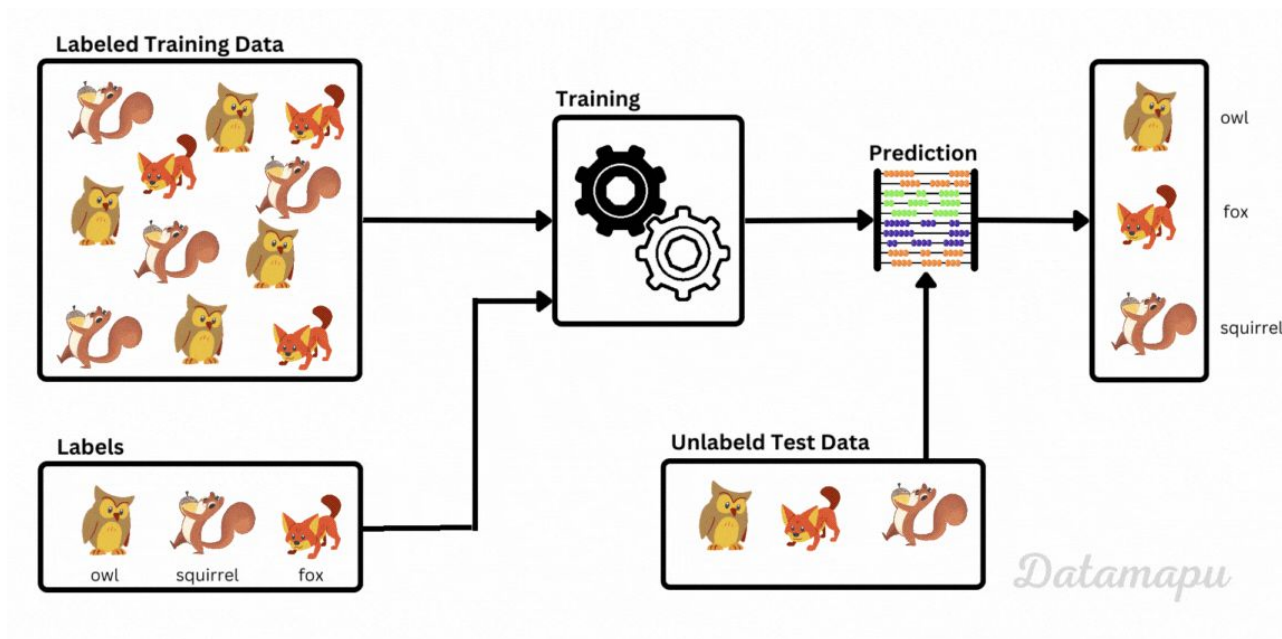 Labeled Training Data
Training
Prediction
owl
fox
squirrel
Labels
owl squirrel fox
Unlabeld Test Data
Datamapu